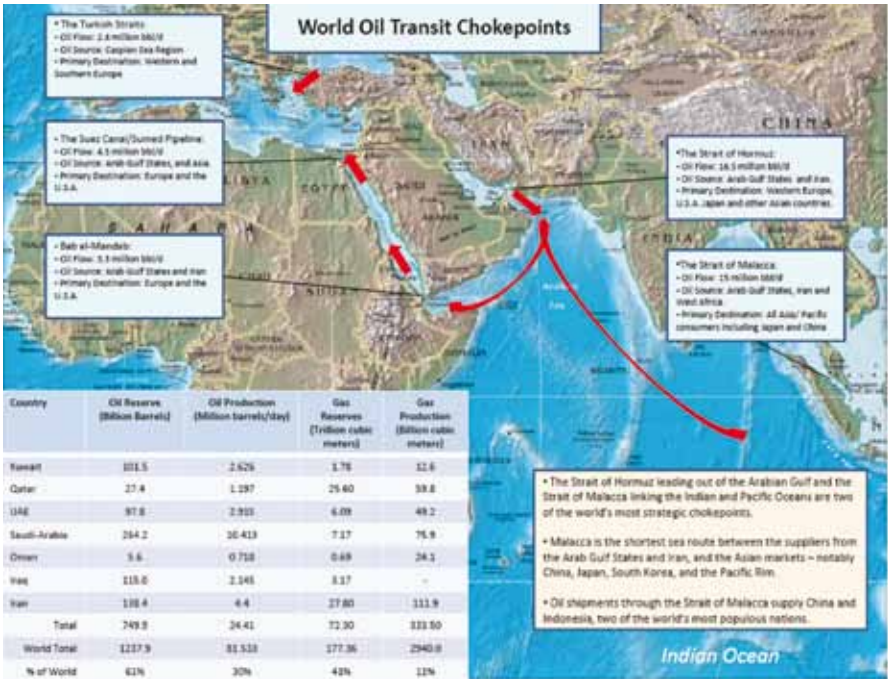 World Oil Transit Chokepoints
• The Turkish Straits
• Oil Flow: 2.4 million bbl/d
• Oil Source: Caspian Sea Region
• Primary Destination: Western and
Southern Europe
• The Suez Canal/Sumed Pipeline:
• Oil Flow: 4.5 million bbl/d
• Oil Source: Arab Gulf States, and Asia.
• Primary Destination: Europe and the
U.S.A.
• Bab el-Mandab:
• Oil Flow: 3.3 million bbl/d
• Oil Source: Arab Gulf States and Iran
• Primary Destination: Europe and the
U.S.A
•The Strait of Hormuz:
• Oil Flow: 16.5 million bbl/d
• Oil Source: Arab Gulf States and Iran.
• Primary Destination: Western Europe,
U.S.A. Japan and other Asian countries.
•The Strait of Malacca:
• Oil Flow: 15 million bbl/d
• Oil Source: Arab Gulf States, Iran and
West Africa
• Primary Destination: All Asia/ Pacific
consumers including Japan and China
CHINA
MONGOLIA
IRAN
LIBYA
EGYPT
SAUDI
ARABIA
SAHARA
INDIA
CHAD
SUDAN
Arabian
Sea
Country Oil Reserve (Billion Barrels) Oil Production (Million barrels/day) Gas Reserves (Trillion cubic meters) Gas Production (Billion cubic meters)
Kuwait 101.5 2.626 1.78 12.6
Qatar 27.4 1.197 25.60 59.8
UAE 97.8 2.915 6.09 49.2
Saudi-Arabia 264.2 10.413 7.17 75.9
Oman 5.6 0.718 0.69 24.1
Iraq 115.0 2.145 3.17 -
Iran 138.4 4.4 27.80 111.9
Total 749.9 24.41 72.30 333.50
World Total 1237.9 81.533 177.36 2940.0
% of World 61% 30% 41% 11%
• The Strait of Hormuz leading out of the Arabian Gulf and the
Strait of Malacca linking the Indian and Pacific Oceans are two
of the world's most strategic chokepoints.
• Malacca is the shortest sea route between the suppliers from
the Arab Gulf States and Iran, and the Asian markets – notably
China, Japan, South Korea, and the Pacific Rim.
• Oil shipments through the Strait of Malacca supply China and
Indonesia, two of the world's most populous nations.
Indian Ocean